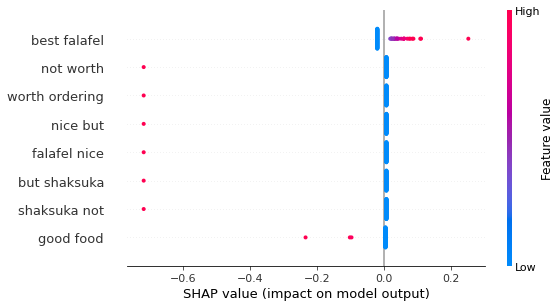 High
best falafel
not worth
worth ordering
nice but
falafel nice
but shaksuka
shaksuka not
good food
Feature value
Low
−0.6
−0.4
−0.2
0.0
0.2
SHAP value (impact on model output)